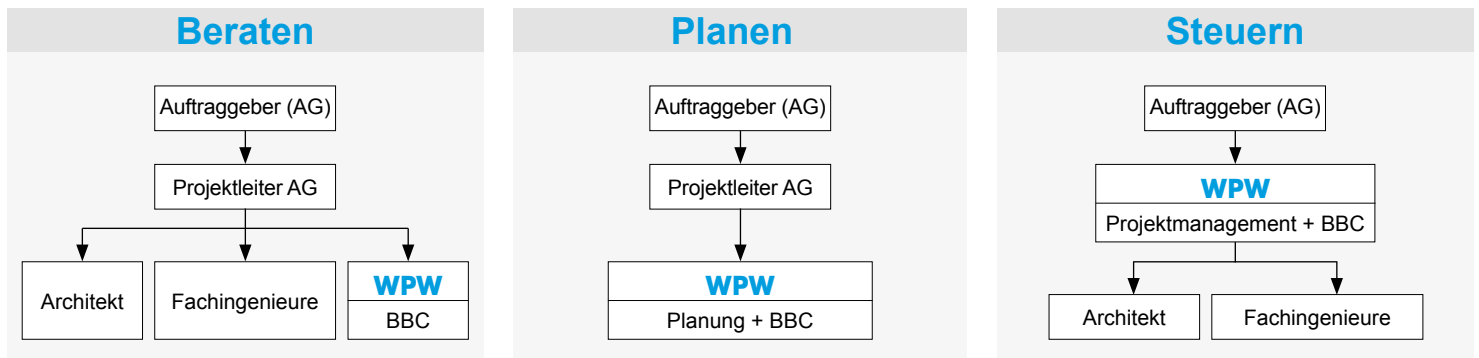 Beraten
Auftraggeber (AG)
Projektleiter AG
Architekt
Fachingenieure
WPW
BBC
Planen
Auftraggeber (AG)
Projektleiter AG
WPW
Planung + BBC
Steuern
Auftraggeber (AG)
WPW
Projektmanagement + BBC
Architekt
Fachingenieure